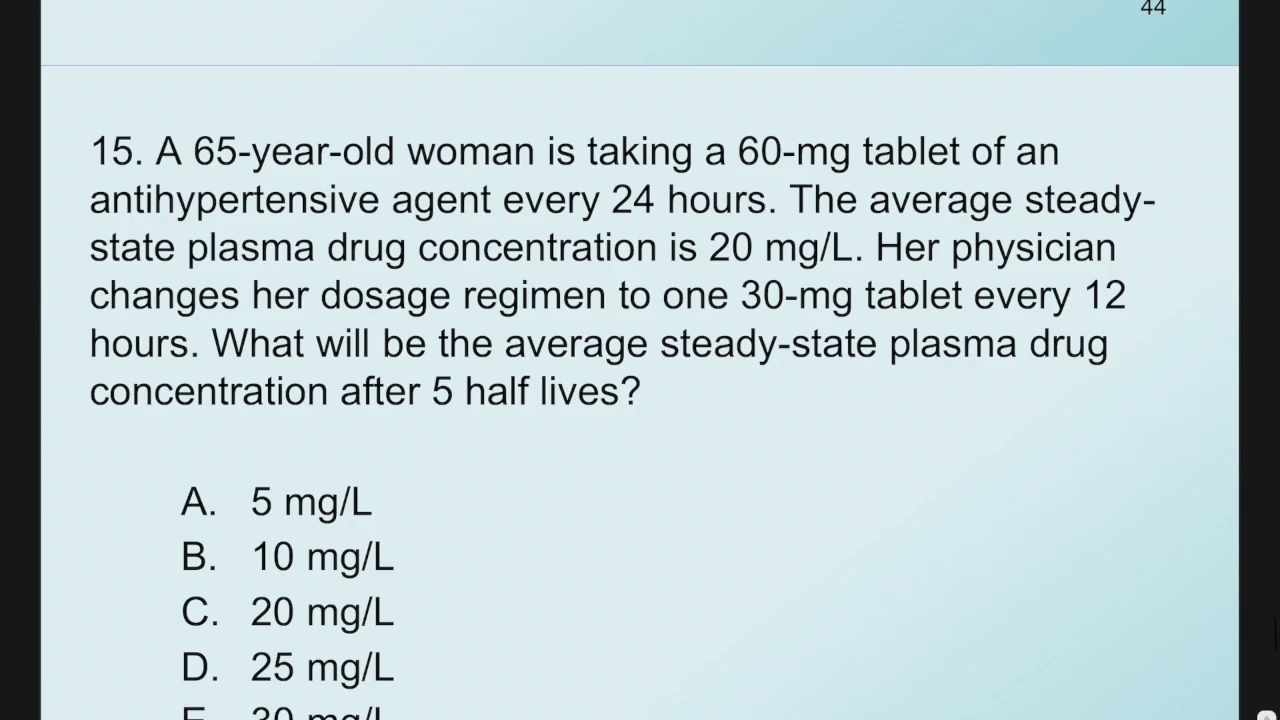 44
15. A 65-year-old woman is taking a 60-mg tablet of an
antihypertensive agent every 24 hours. The average steady-
state plasma drug concentration is 20 mg/L. Her physician
changes her dosage regimen to one 30-mg tablet every 12
hours. What will be the average steady-state plasma drug
concentration after 5 half lives?
A. 5 mg/L
B. 10 mg/L
C. 20 mg/L
D. 25 mg/L
E. 30 mg/L